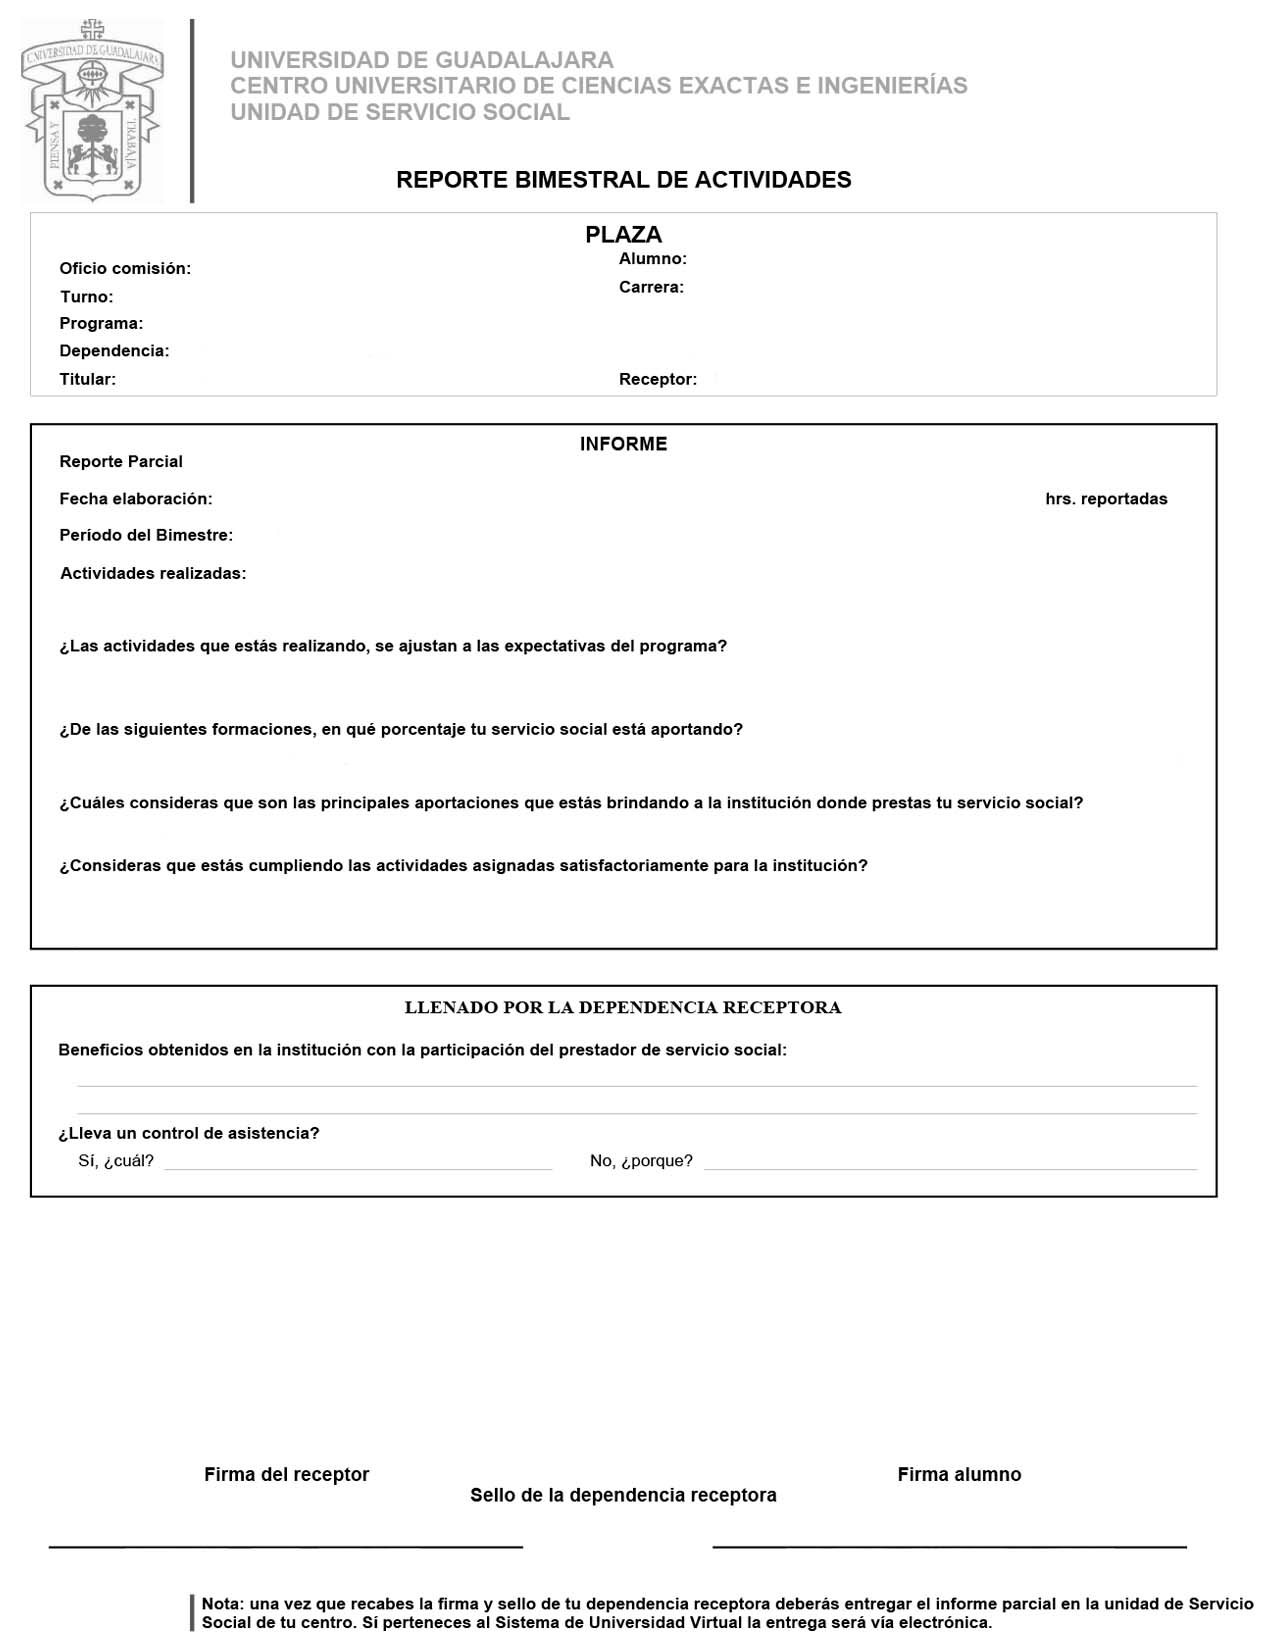 UNIVERSIDAD DE GUADALAJARA
PIENSA Y
TRABAJA
UNIVERSIDAD DE GUADALAJARA
CENTRO UNIVERSITARIO DE CIENCIAS EXACTAS E INGENIERÍAS
UNIDAD DE SERVICIO SOCIAL
REPORTE BIMESTRAL DE ACTIVIDADES
PLAZA
Oficio comisión:
Alumno:
Turno:
Carrera:
Programa:
Dependencia:
Titular:
Receptor:
INFORME
Reporte Parcial
Fecha elaboración:
hrs. reportadas
Período del Bimestre:
Actividades realizadas:
¿Las actividades que estás realizando, se ajustan a las expectativas del programa?
¿De las siguientes formaciones, en qué porcentaje tu servicio social está aportando?
¿Cuáles consideras que son las principales aportaciones que estás brindando a la institución donde prestas tu servicio social?
¿Consideras que estás cumpliendo las actividades asignadas satisfactoriamente para la institución?
LLENADO POR LA DEPENDENCIA RECEPTORA
Beneficios obtenidos en la institución con la participación del prestador de servicio social:
¿Lleva un control de asistencia?
Sí, ¿cuál?
No, ¿porque?
Firma del receptor
Firma alumno
Sello de la dependencia receptora
Nota: una vez que recabes la firma y sello de tu dependencia receptora deberás entregar el informe parcial en la unidad de Servicio
Social de tu centro. Sí perteneces al Sistema de Universidad Virtual la entrega será vía electrónica.